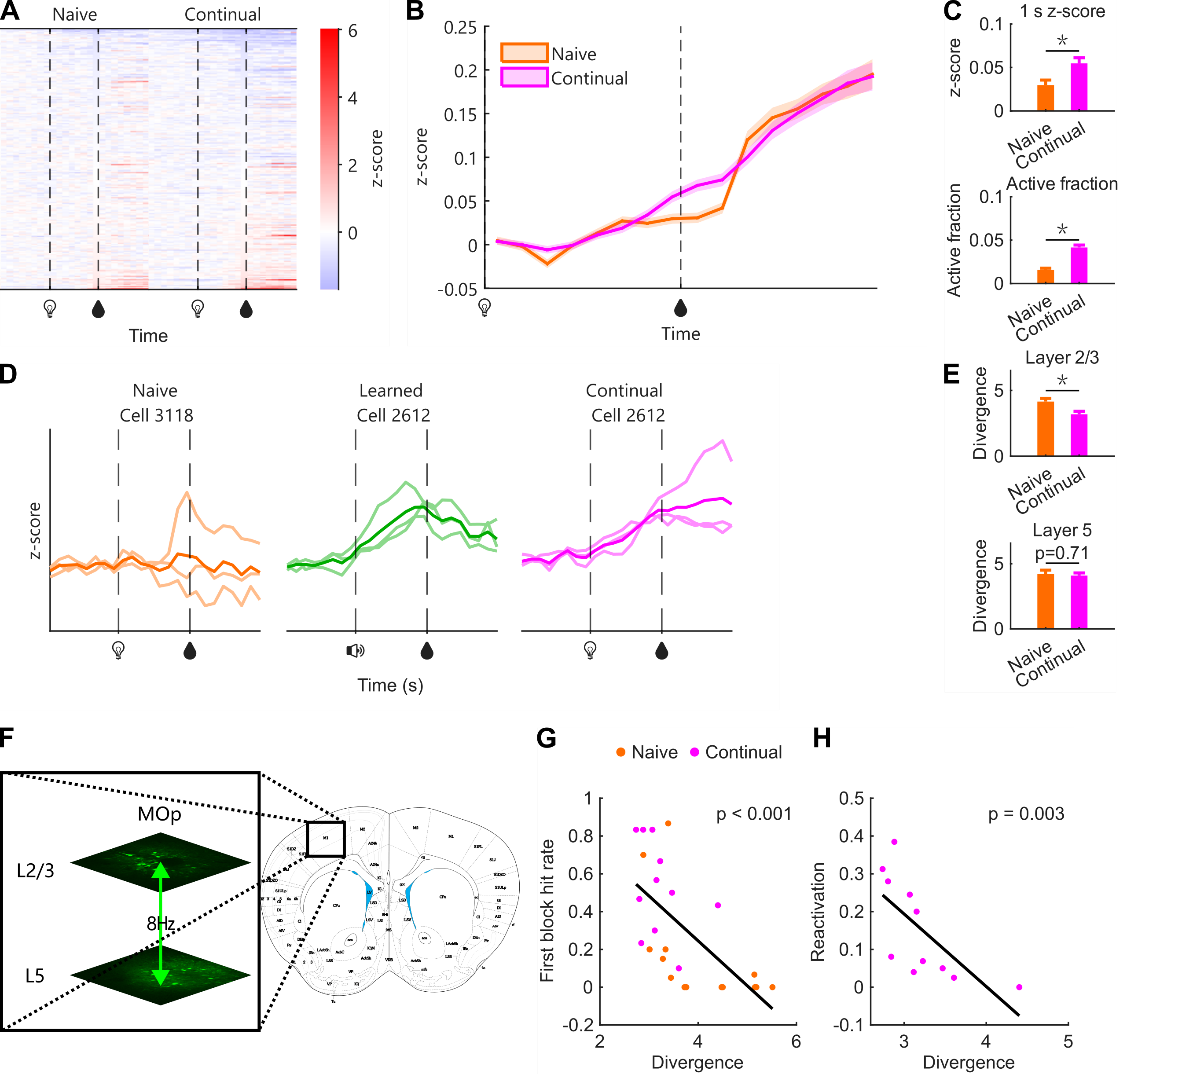 A
Naive
Continual
6
4
2
0
z-score
Time
B
0.25
0.2
0.15
0.1
0.05
0
-0.05
z-score
Naive
Continual
Time
C
1 s z-score
0.1
0.05
0
z-score
*
Naive
Continual
Active fraction
0.1
0.05
0
Active fraction
*
Naive
Continual
D
Naive
Cell 3118
Learned
Cell 2612
Continual
Cell 2612
z-score
Time (s)
E
Layer 2/3
5
0
Divergence
*
Naive
Continual
Layer 5
p=0.71
5
0
Divergence
Naive
Continual
F
MOp
L2/3
8Hz
L5
G
Naive
Continual
p < 0.001
1
0.8
0.6
0.4
0.2
0
-0.2
First block hit rate
2
4
6
Divergence
H
p = 0.003
0.5
0.4
0.3
0.2
0.1
0
-0.1
Reactivation
3
4
5
Divergence